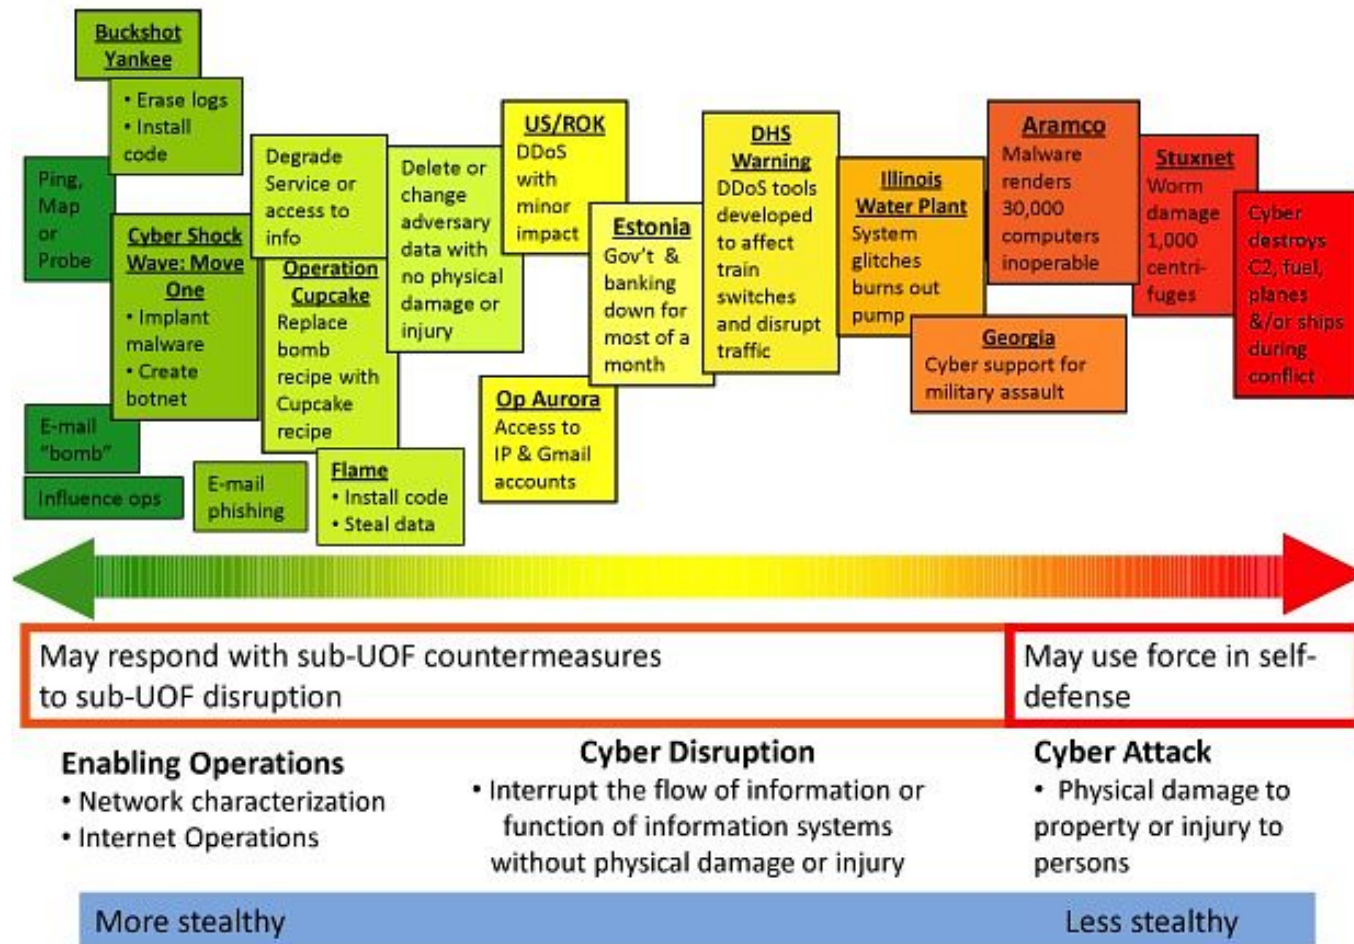 Buckshot
Yankee
• Erase logs
• Install
code
Ping,
Map
or
Probe
Cyber Shock
Wave: Move
One
• Implant
malware
• Create
botnet
E-mail
"bomb"
Influence ops
E-mail
phishing
Degrade
Service or
access to
info
Operation
Cupcake
Replace
bomb
recipe with
Cupcake
recipe
Flame
• Install code
• Steal data
Delete or
change
adversary
data with
no physical
damage or
injury
US/ROK
DDoS
with
minor
impact
Op Aurora
Access to
IP & Gmail
accounts
Estonia
Gov't &
banking
down for
most of a
month
DHS
Warning
DDoS tools
developed
to affect
train
switches
and disrupt
traffic
Illinois
Water Plant
System
glitches
burns out
pump
Georgia
Cyber support for
military assault
Aramco
Malware
renders
30,000
computers
inoperable
Stuxnet
Worm
damage
1,000
centri-
fuges
Cyber
destroys
C2, fuel,
planes
&/or ships
during
conflict
May respond with sub-UOF countermeasures
to sub-UOF disruption
May use force in self-
defense
Enabling Operations
• Network characterization
• Internet Operations
Cyber Disruption
• Interrupt the flow of information or
function of information systems
without physical damage or injury
Cyber Attack
• Physical damage to
property or injury to
persons
More stealthy
Less stealthy